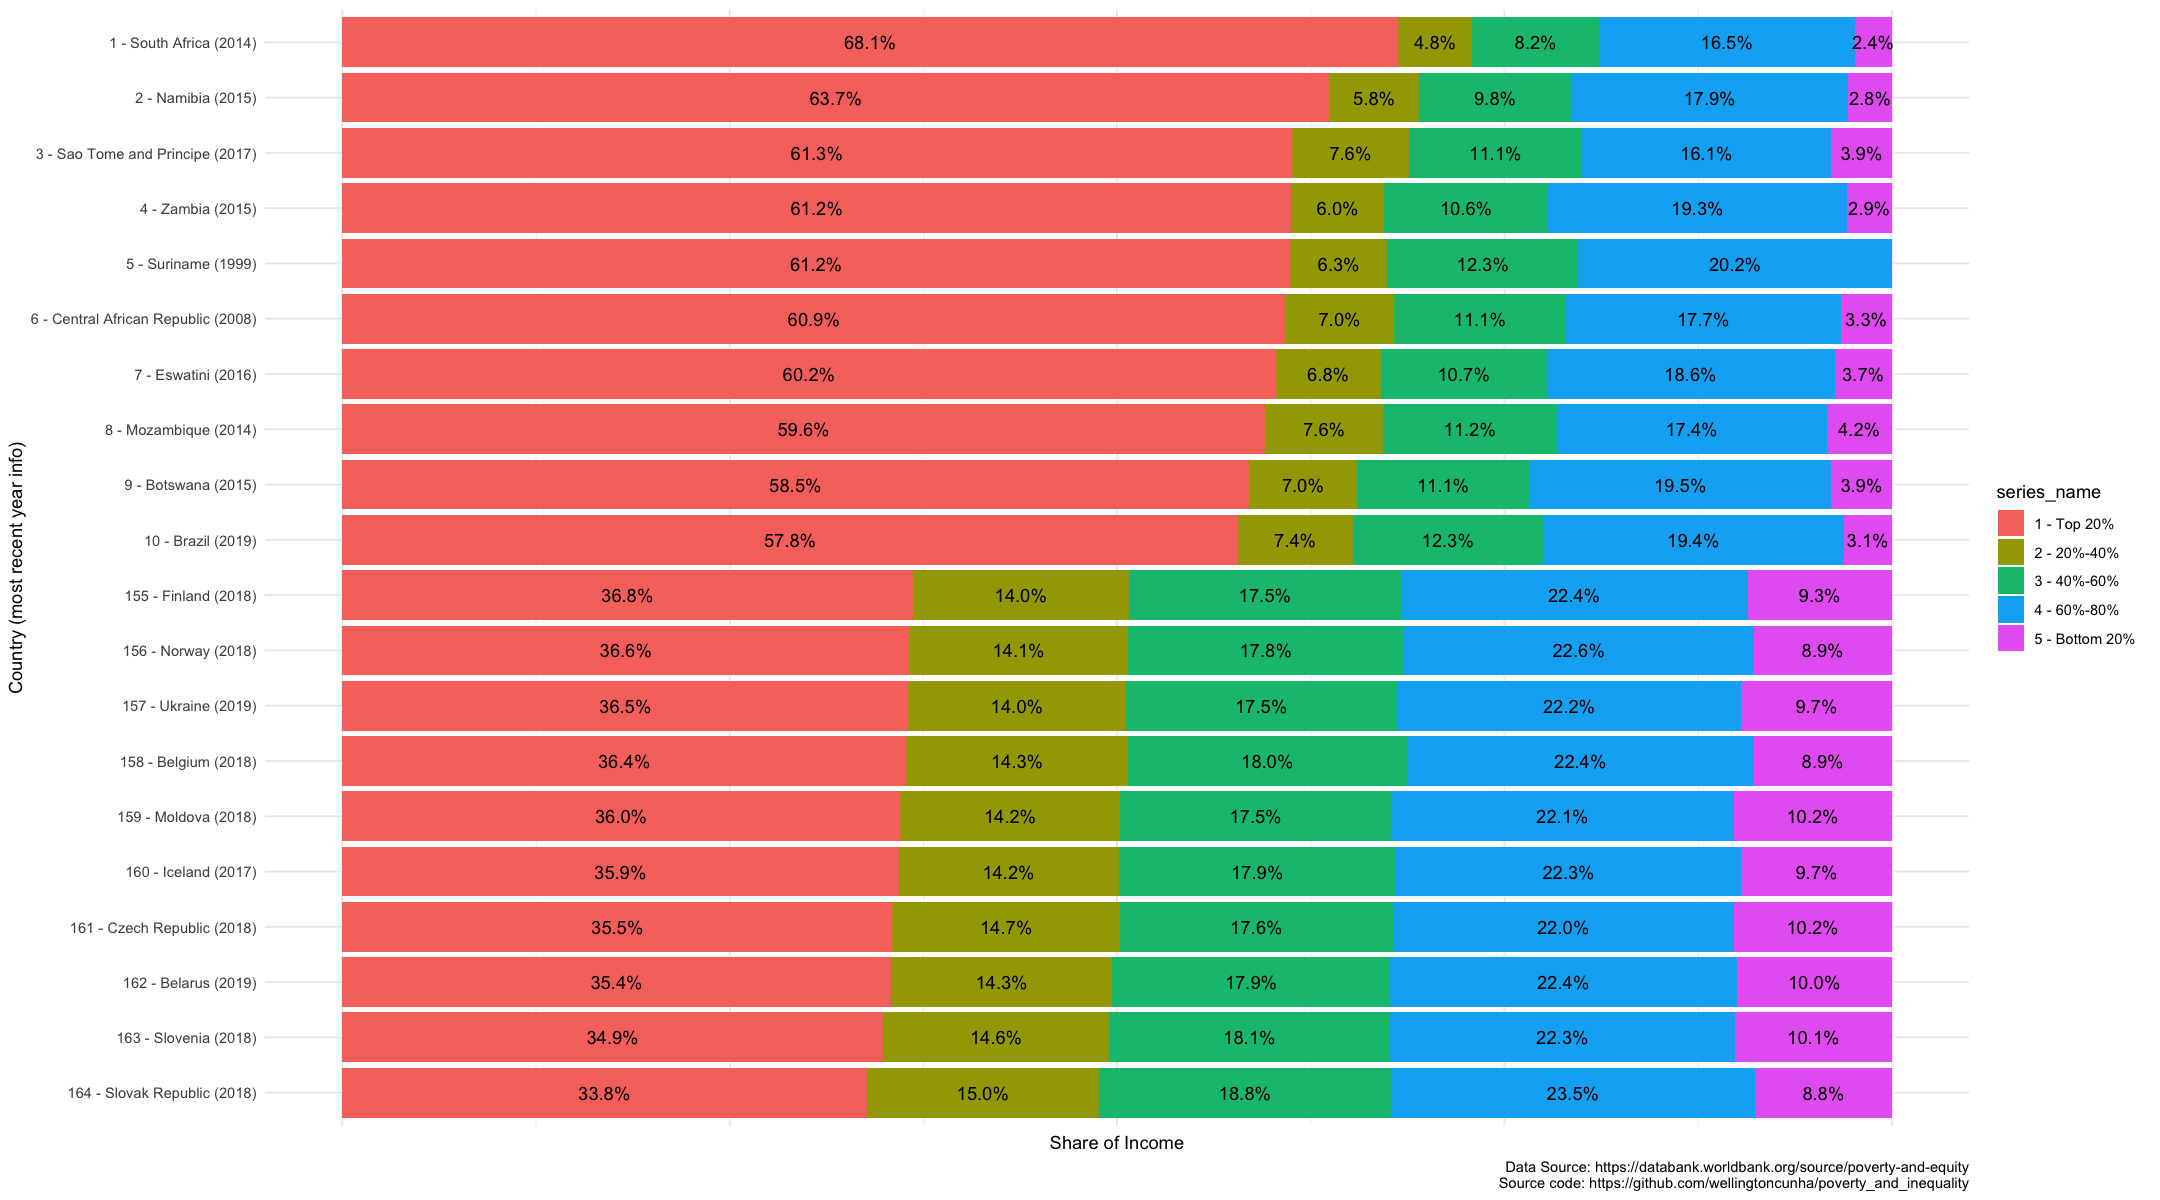 1 - South Africa (2014) 68.1% 4.8% 8.2% 16.5% 2.4%
2 - Namibia (2015) 63.7% 5.8% 9.8% 17.9% 2.8%
3 - Sao Tome and Principe (2017) 61.3% 7.6% 11.1% 16.1% 3.9%
4 - Zambia (2015) 61.2% 6.0% 10.6% 19.3% 2.9%
5 - Suriname (1999) 61.2% 6.3% 12.3% 20.2%
6 - Central African Republic (2008) 60.9% 7.0% 11.1% 17.7% 3.3%
7 - Eswatini (2016) 60.2% 6.8% 10.7% 18.6% 3.7%
8 - Mozambique (2014) 59.6% 7.6% 11.2% 17.4% 4.2%
9 - Botswana (2015) 58.5% 7.0% 11.1% 19.5% 3.9%
10 - Brazil (2019) 57.8% 7.4% 12.3% 19.4% 3.1%
155 - Finland (2018) 36.8% 14.0% 17.5% 22.4% 9.3%
156 - Norway (2018) 36.6% 14.1% 17.8% 22.6% 8.9%
157 - Ukraine (2019) 36.5% 14.0% 17.5% 22.2% 9.7%
158 - Belgium (2018) 36.4% 14.3% 18.0% 22.4% 8.9%
159 - Moldova (2018) 36.0% 14.2% 17.5% 22.1% 10.2%
160 - Iceland (2017) 35.9% 14.2% 17.9% 22.3% 9.7%
161 - Czech Republic (2018) 35.5% 14.7% 17.6% 22.0% 10.2%
162 - Belarus (2019) 35.4% 14.3% 17.9% 22.4% 10.0%
163 - Slovenia (2018) 34.9% 14.6% 18.1% 22.3% 10.1%
164 - Slovak Republic (2018) 33.8% 15.0% 18.8% 23.5% 8.8%
Country (most recent year info)
Share of Income
series_name
1 - Top 20%
2 - 20%-40%
3 - 40%-60%
4 - 60%-80%
5 - Bottom 20%
Data Source: https://databank.worldbank.org/source/poverty-and-equity
Source code: https://github.com/wellingtoncunha/poverty_and_inequality